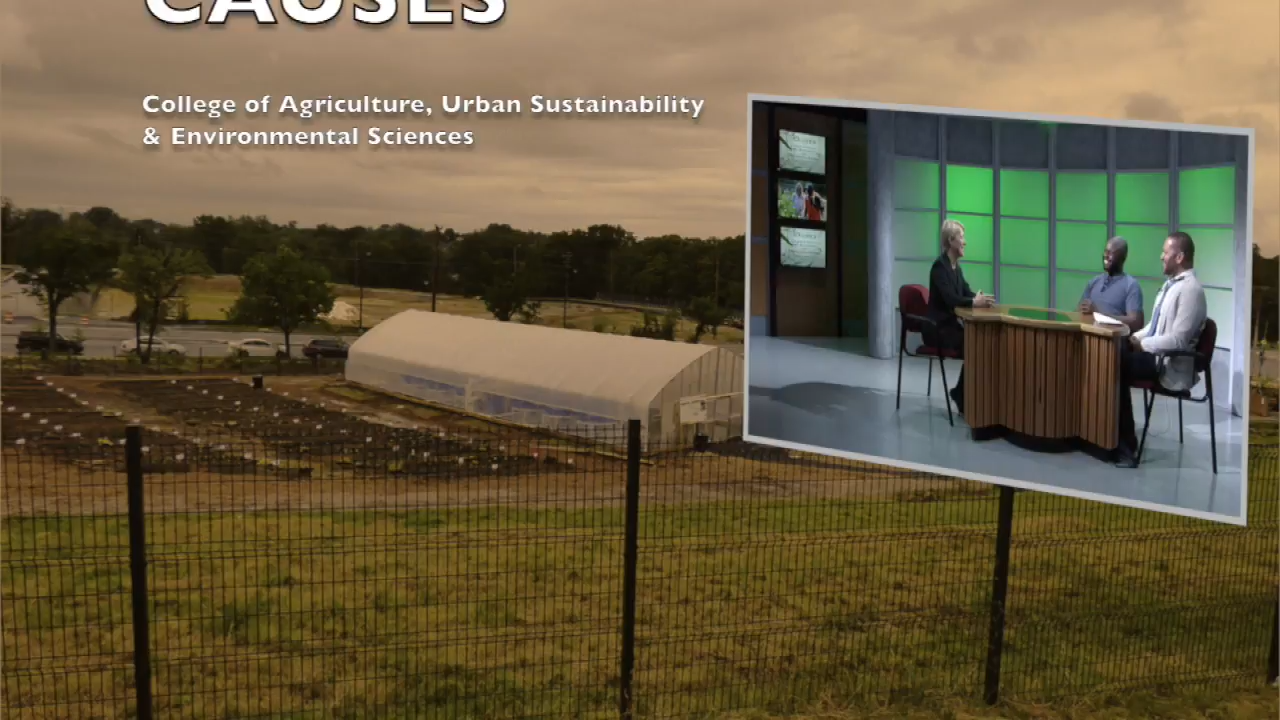 CAUSES
College of Agriculture, Urban Sustainability
& Environmental Sciences